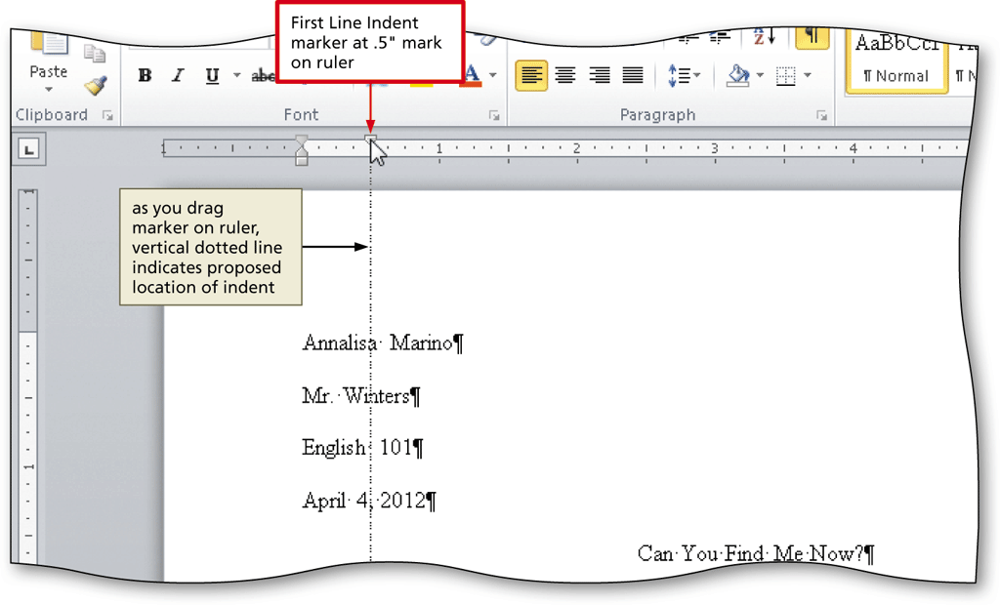 First Line Indent
marker at .5" mark
on ruler
Paste
B I U abc A
AaBbCcI
¶ Normal ¶ N
Clipboard Font Paragraph
L 1 1 2 3 4
as you drag
marker on ruler,
vertical dotted line
indicates proposed
location of indent
Annalisa· Marino¶
Mr.·Winters¶
English· 101¶
1
April· 4,·2012¶
Can·You·Find·Me·Now?¶